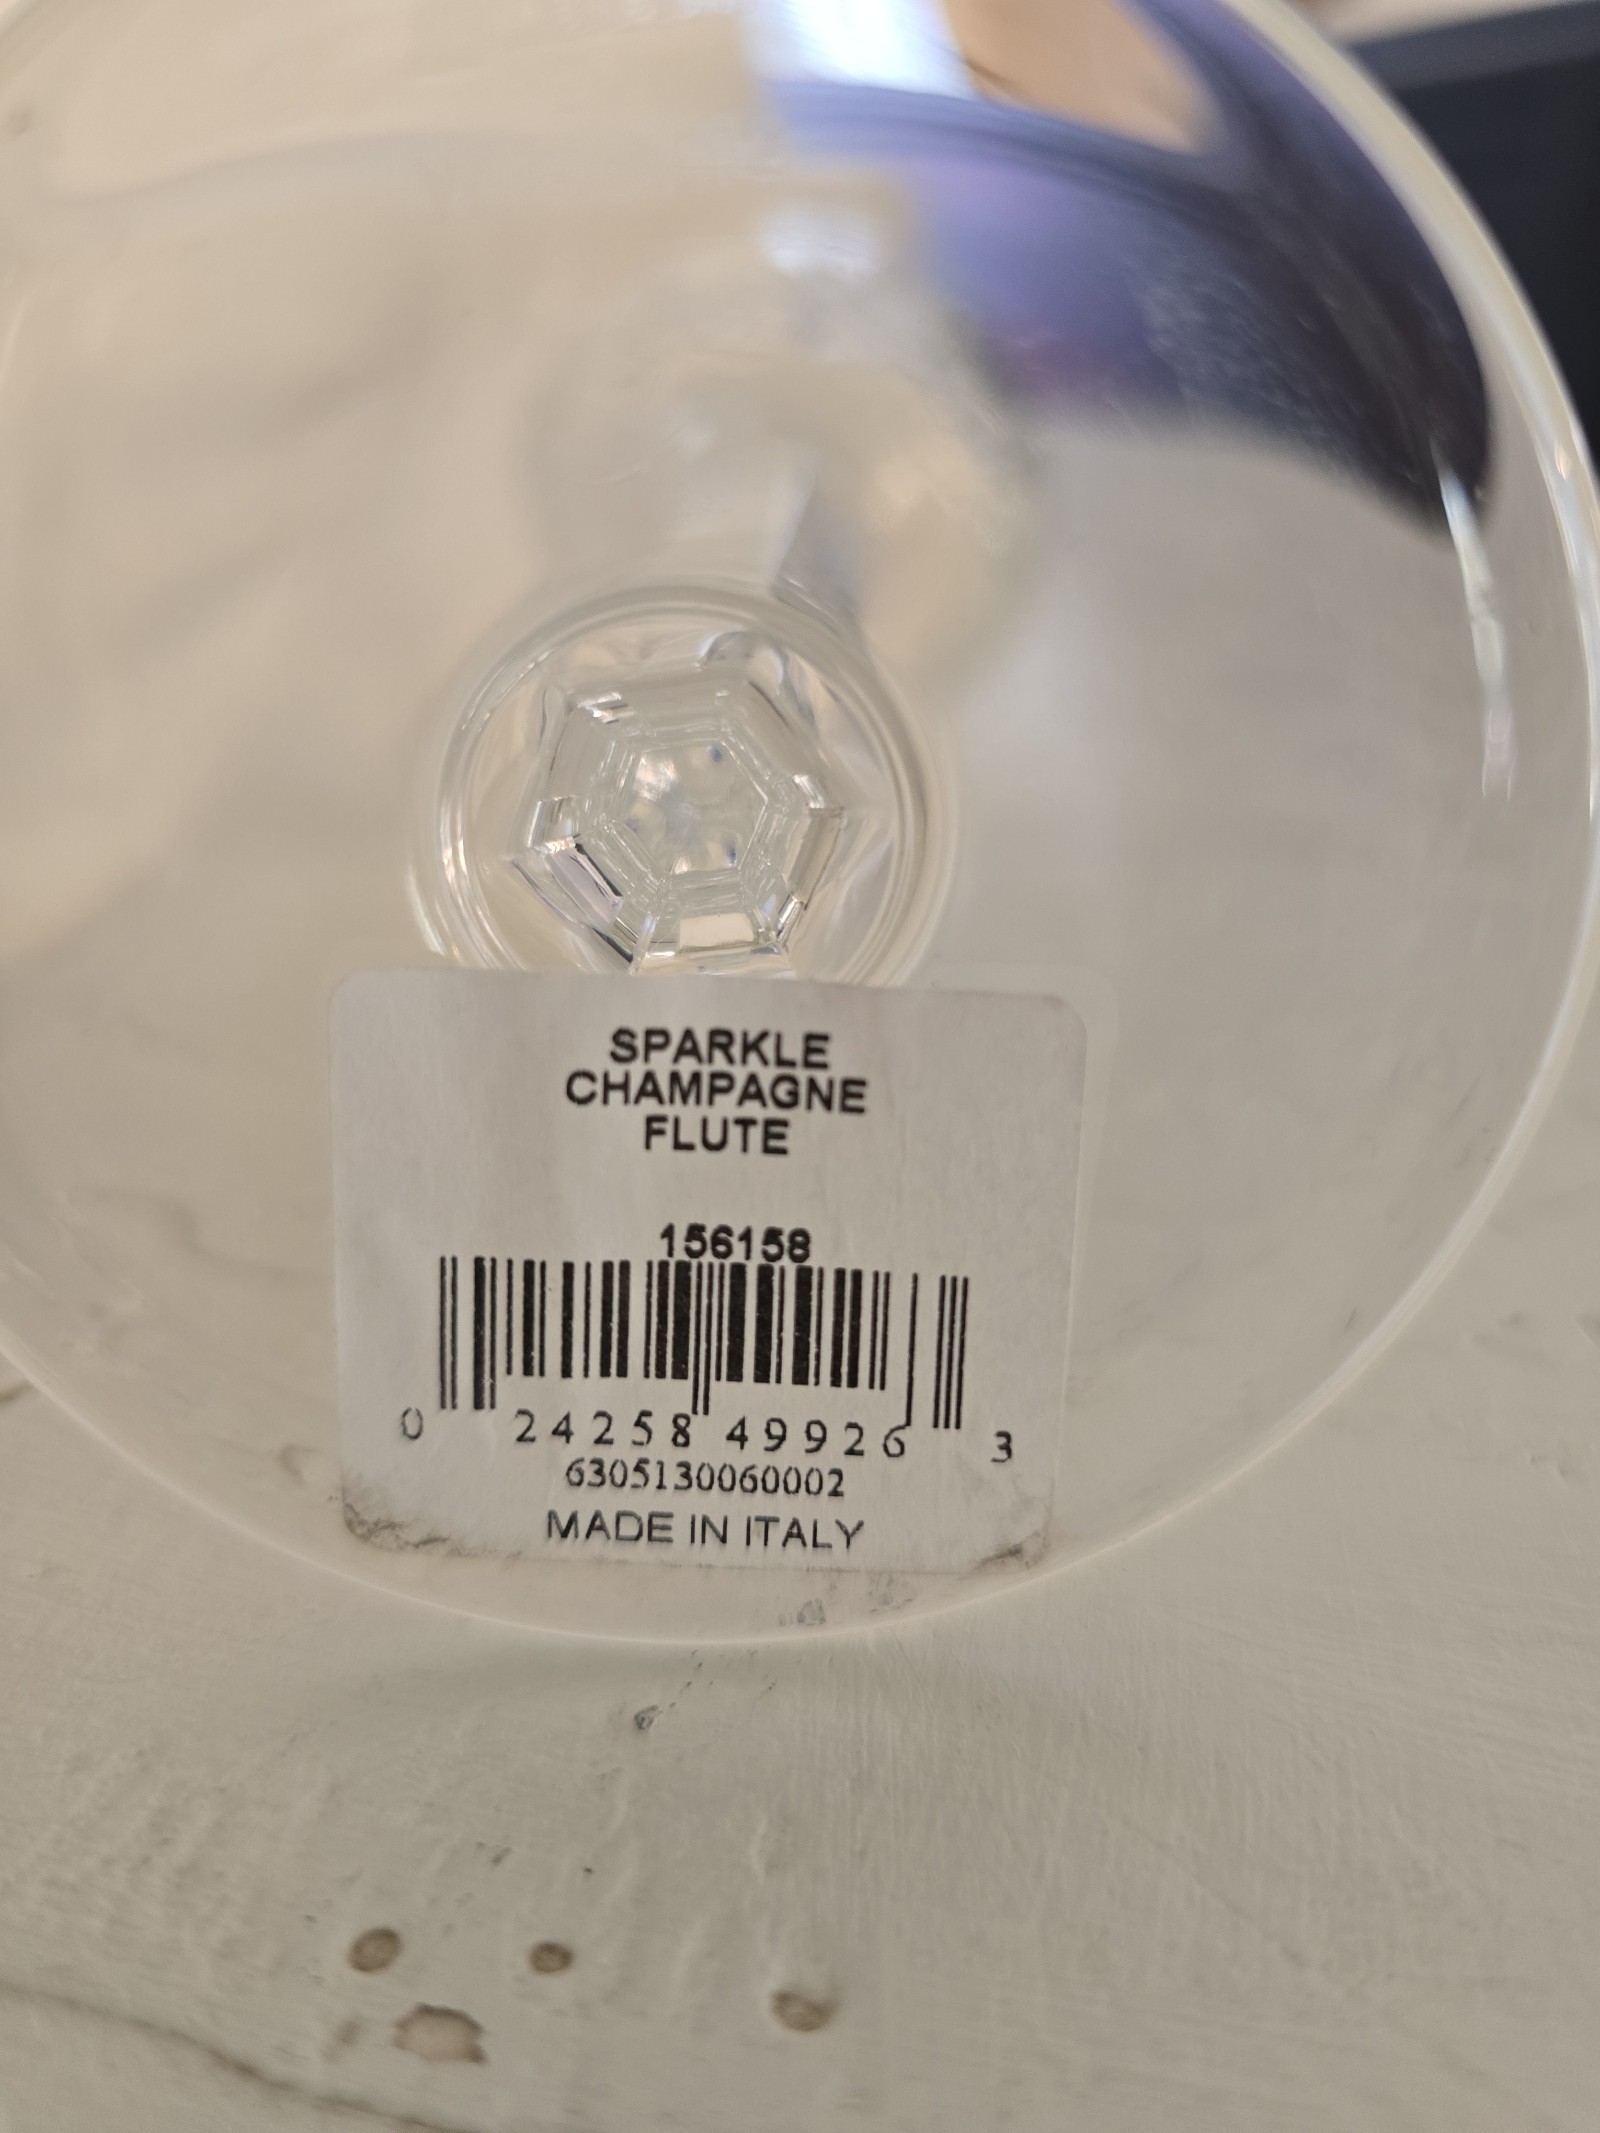 SPARKLE
CHAMPAGNE
FLUTE
156158
0 24258 49926 3
6305130060002
MADE IN ITALY